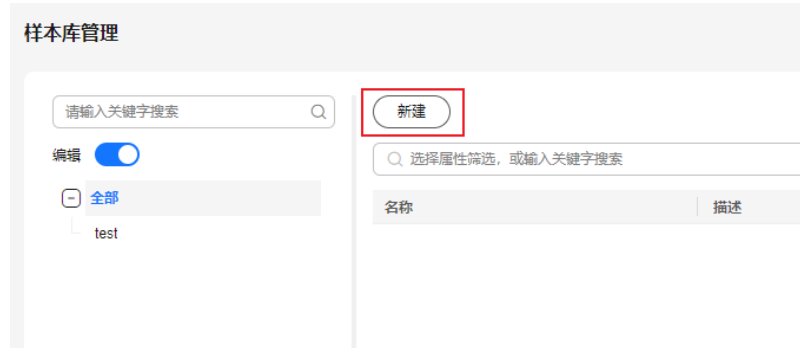 样本库管理
请输入关键字搜索
新建
编辑
选择属性筛选，或输入关键字搜索
全部
名称
描述
test